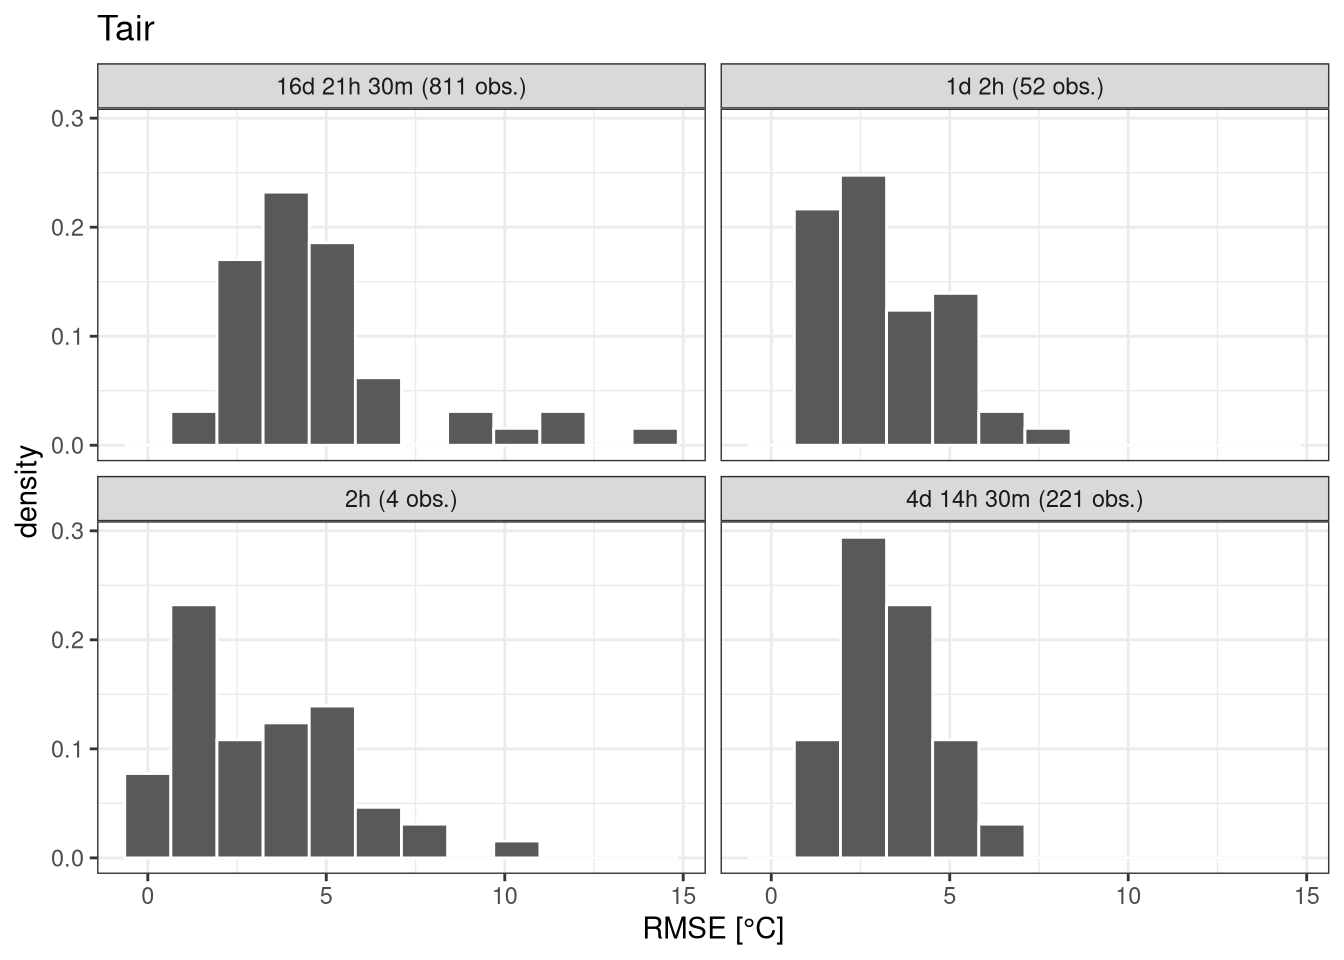 Tair
16d 21h 30m (811 obs.)
1d 2h (52 obs.)
0.3
0.2
0.1
0.0
2h (4 obs.)
4d 14h 30m (221 obs.)
0.3
0.2
0.1
0.0
density
0 5 10 15
0 5 10 15
RMSE [°C]